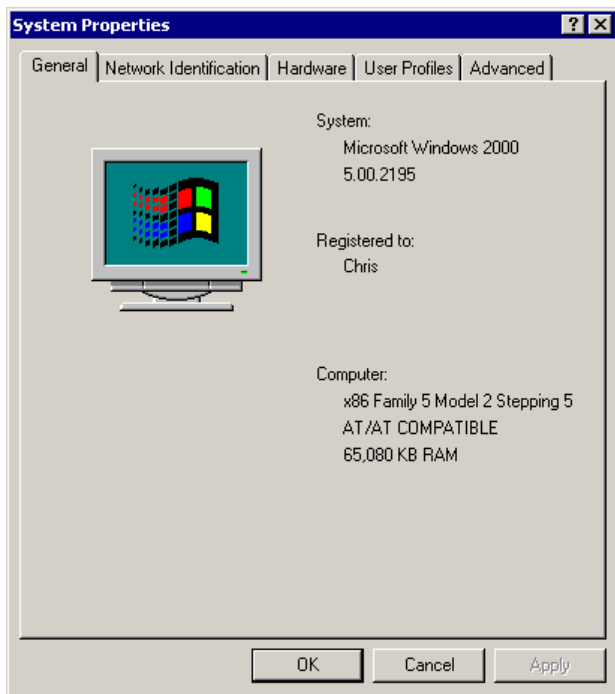 System Properties
General Network Identification Hardware User Profiles Advanced
System:
Microsoft Windows 2000
5.00.2195
Registered to:
Chris
Computer:
x86 Family 5 Model 2 Stepping 5
AT/AT COMPATIBLE
65,080 KB RAM
OK Cancel Apply